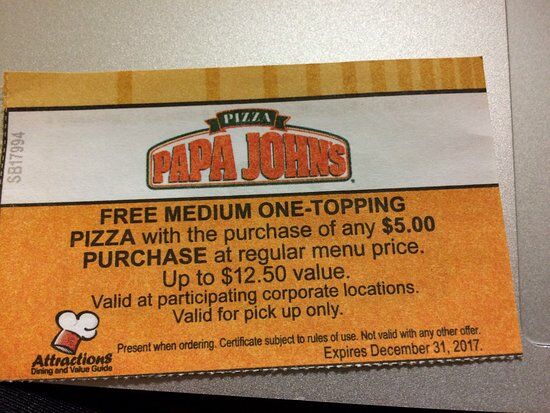 SB17994
PIZZA
PAPA JOHNS
FREE MEDIUM ONE-TOPPING
PIZZA with the purchase of any $5.00
PURCHASE at regular menu price.
Up to $12.50 value.
Valid at participating corporate locations.
Valid for pick up only.
Attractions
Dining and Value Guide
Present when ordering. Certificate subject to rules of use. Not valid with any other offer.
Expires December 31, 2017.